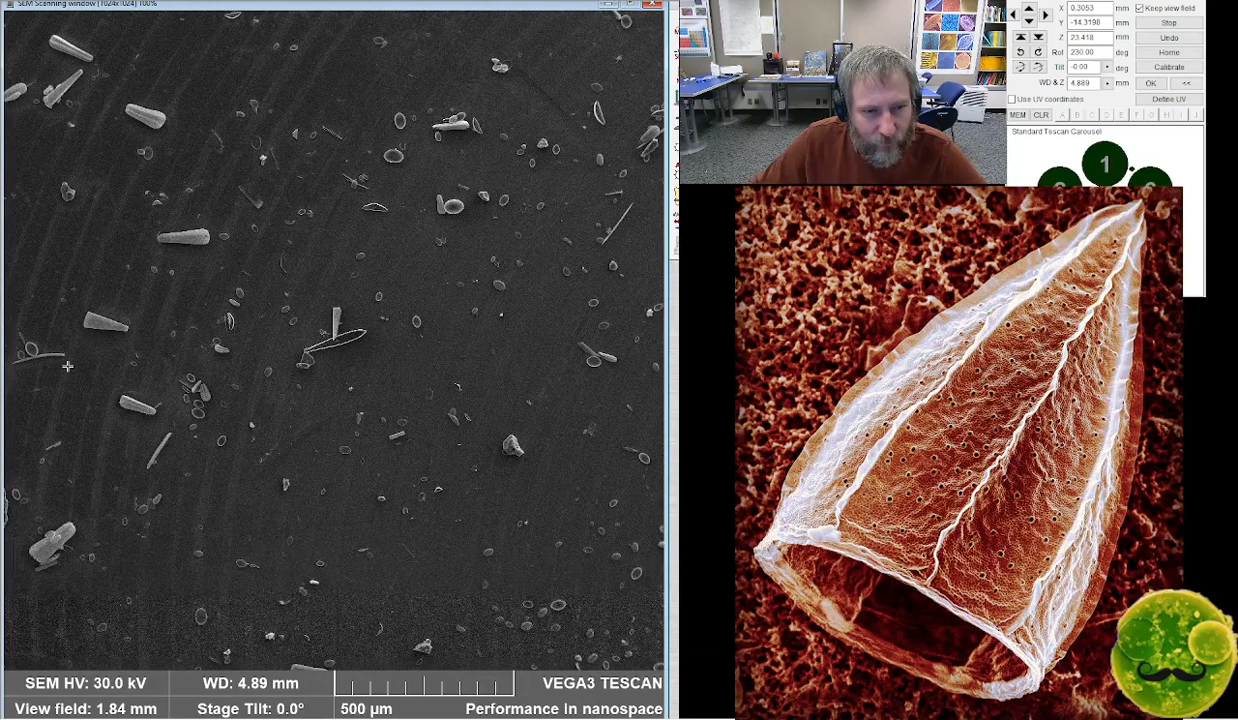 SEM Scanning window [1024x1024] 100%
X 0.3053 mm
Keep view field
Y -14.3198 mm
Stop
Z 23.418 mm
Undo
Rot 230.00 deg
Home
Tilt -0.00 deg
Calibrate
WD & Z 4.889 mm
OK <<
Use UV coordinates
Define UV
MEM CLR A B C D E F G H I J
Standard Tescan Carousel
1
SEM HV: 30.0 kV
WD: 4.89 mm
VEGA3 TESCAN
View field: 1.84 mm
Stage Tilt: 0.0°
500 µm
Performance in nanospace